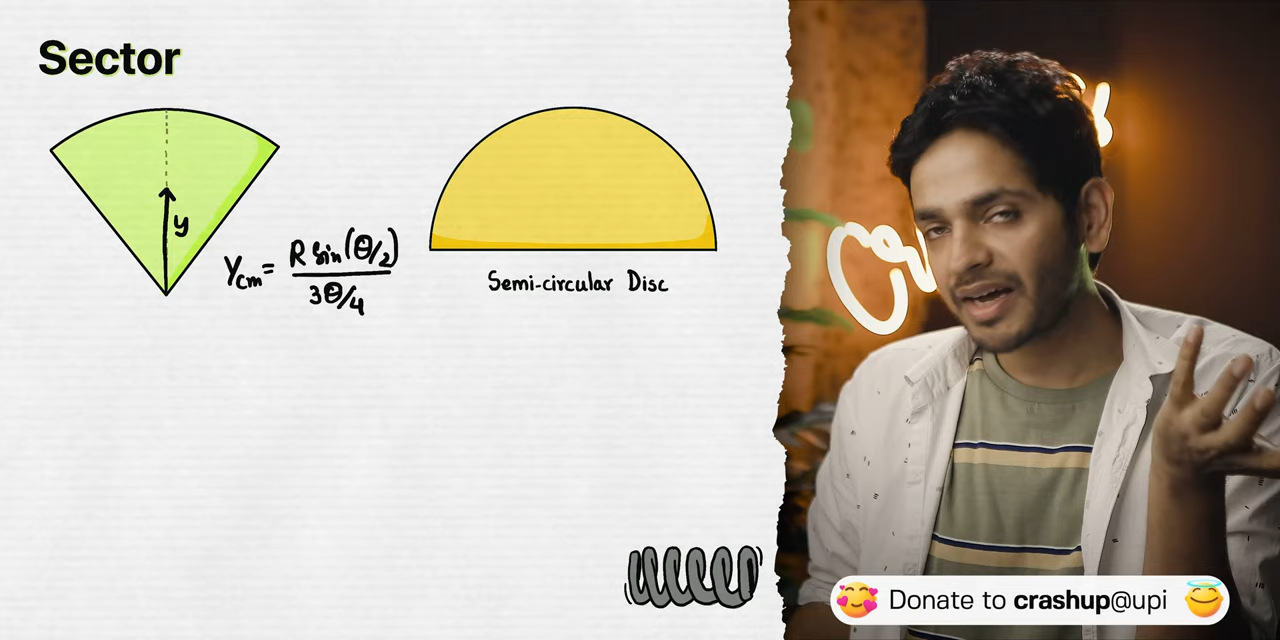 Sector
y
Ycm = R sin(θ/2)
3θ/4
Semi-circular Disc
Donate to crashup@upi